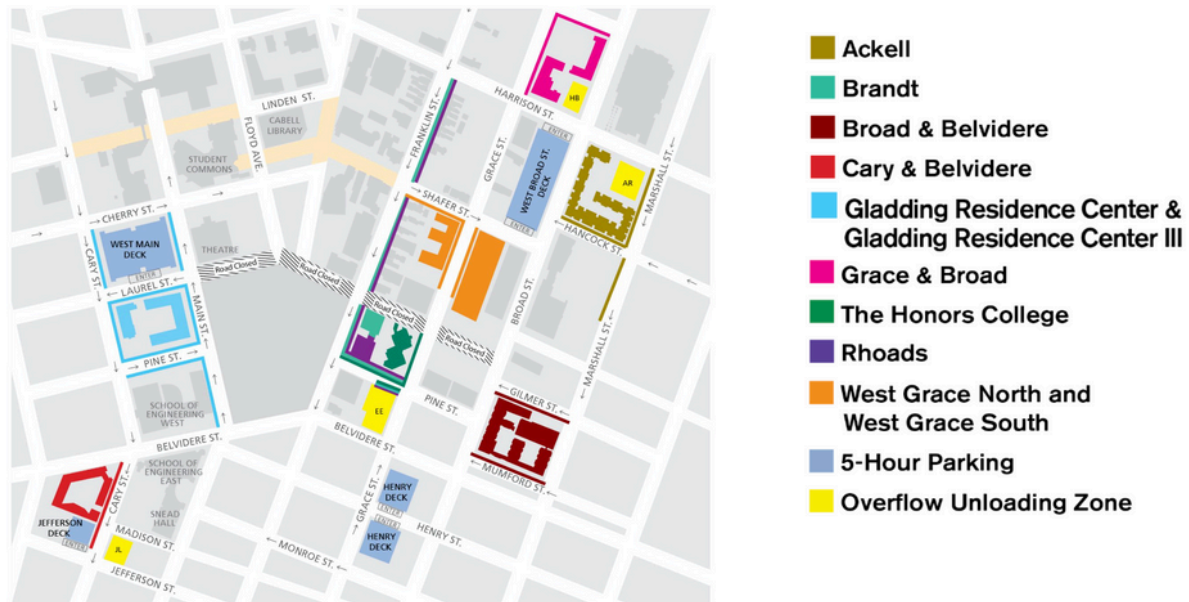 LINDEN ST.
FLOYD AVE.
CABELL
LIBRARY
STUDENT
COMMONS
FRANKLIN ST.
HARRISON ST.
HB
GRACE ST.
ENTER
WEST BROAD ST.
DECK
ENTER
AR
MARSHALL ST.
SHAFER ST.
HANCOCK ST.
CHERRY ST.
WEST MAIN
DECK
ENTER
THEATRE
Road Closed
Road Closed
CARY ST.
LAUREL ST.
MAIN ST.
Road Closed
Road Closed
BROAD ST.
MARSHALL ST.
PINE ST.
SCHOOL OF
ENGINEERING
WEST
EE
PINE ST.
GILMER ST.
BELVIDERE ST.
BELVIDERE ST.
MUMFORD ST.
SCHOOL OF
ENGINEERING
EAST
CARY ST.
GRACE ST.
HENRY
DECK
ENTER
ENTER
HENRY
DECK
HENRY ST.
SNEAD
HALL
JEFFERSON
DECK
ENTER
MADISON ST.
JL
MONROE ST.
JEFFERSON ST.
Ackell
Brandt
Broad & Belvidere
Cary & Belvidere
Gladding Residence Center &
Gladding Residence Center III
Grace & Broad
The Honors College
Rhoads
West Grace North and
West Grace South
5-Hour Parking
Overflow Unloading Zone